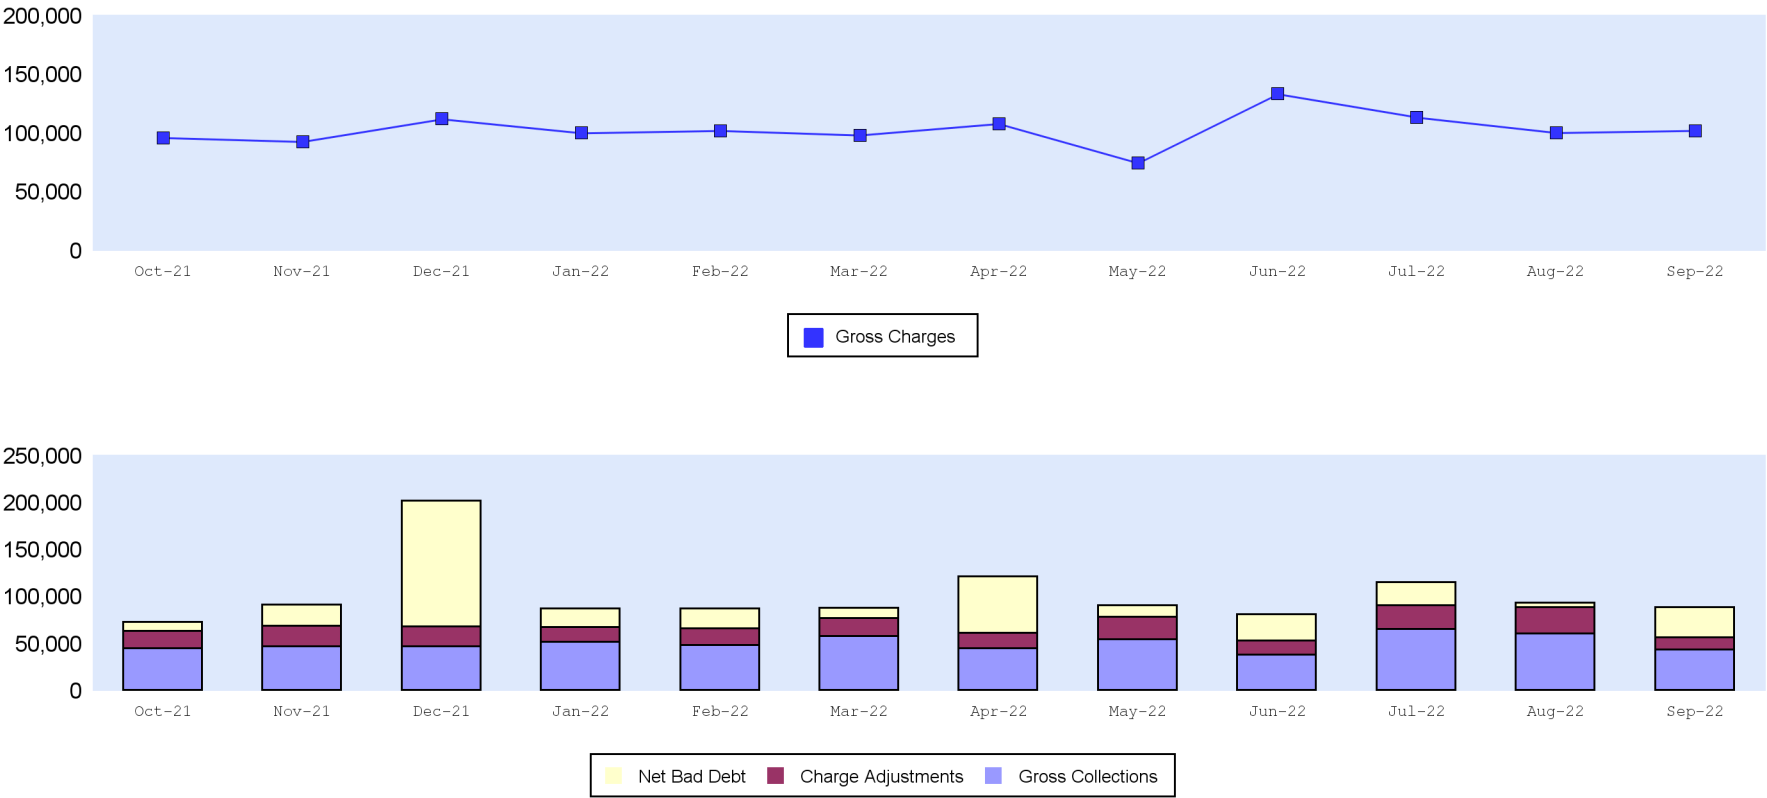 200,000
150,000
100,000
50,000
0
Oct-21 Nov-21 Dec-21 Jan-22 Feb-22 Mar-22 Apr-22 May-22 Jun-22 Jul-22 Aug-22 Sep-22
Gross Charges
250,000
200,000
150,000
100,000
50,000
0
Oct-21 Nov-21 Dec-21 Jan-22 Feb-22 Mar-22 Apr-22 May-22 Jun-22 Jul-22 Aug-22 Sep-22
Net Bad Debt Charge Adjustments Gross Collections